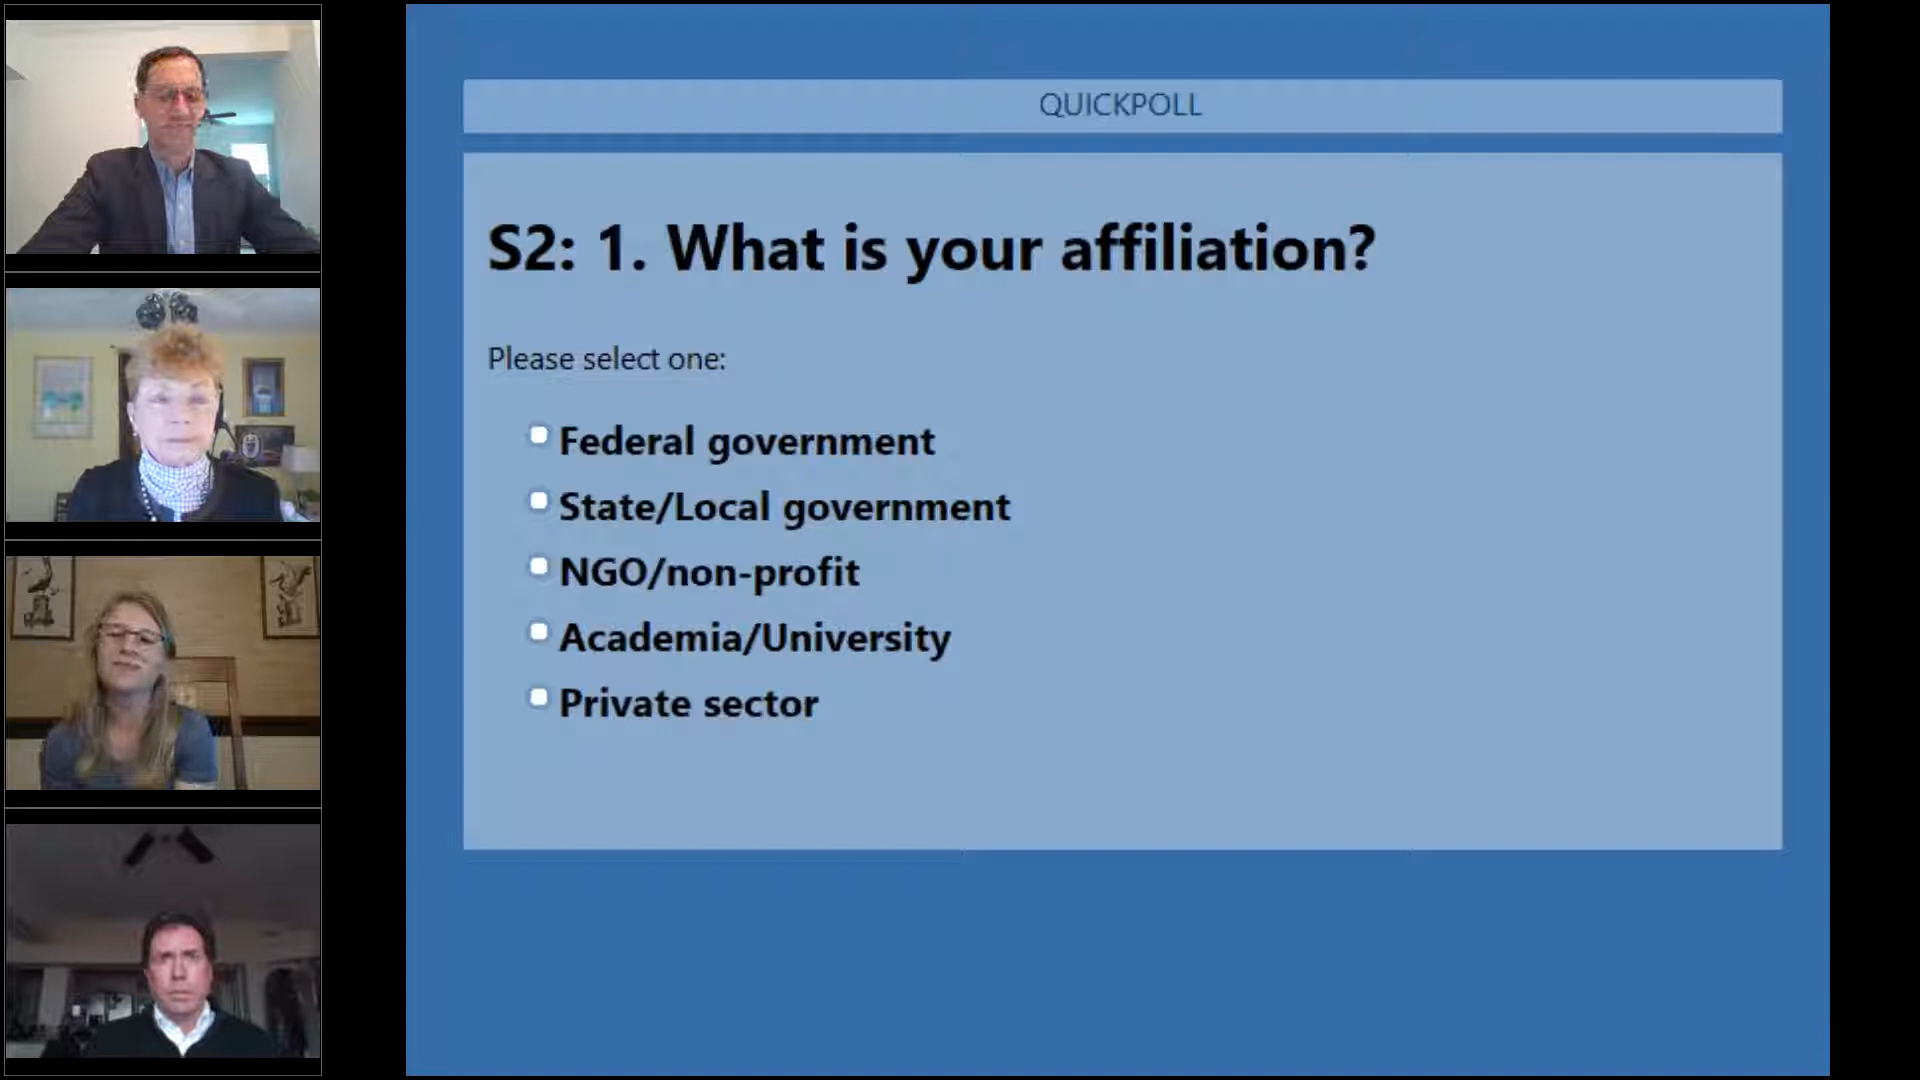 QUICKPOLL
S2: 1. What is your affiliation?
Please select one:
Federal government
State/Local government
NGO/non-profit
Academia/University
Private sector